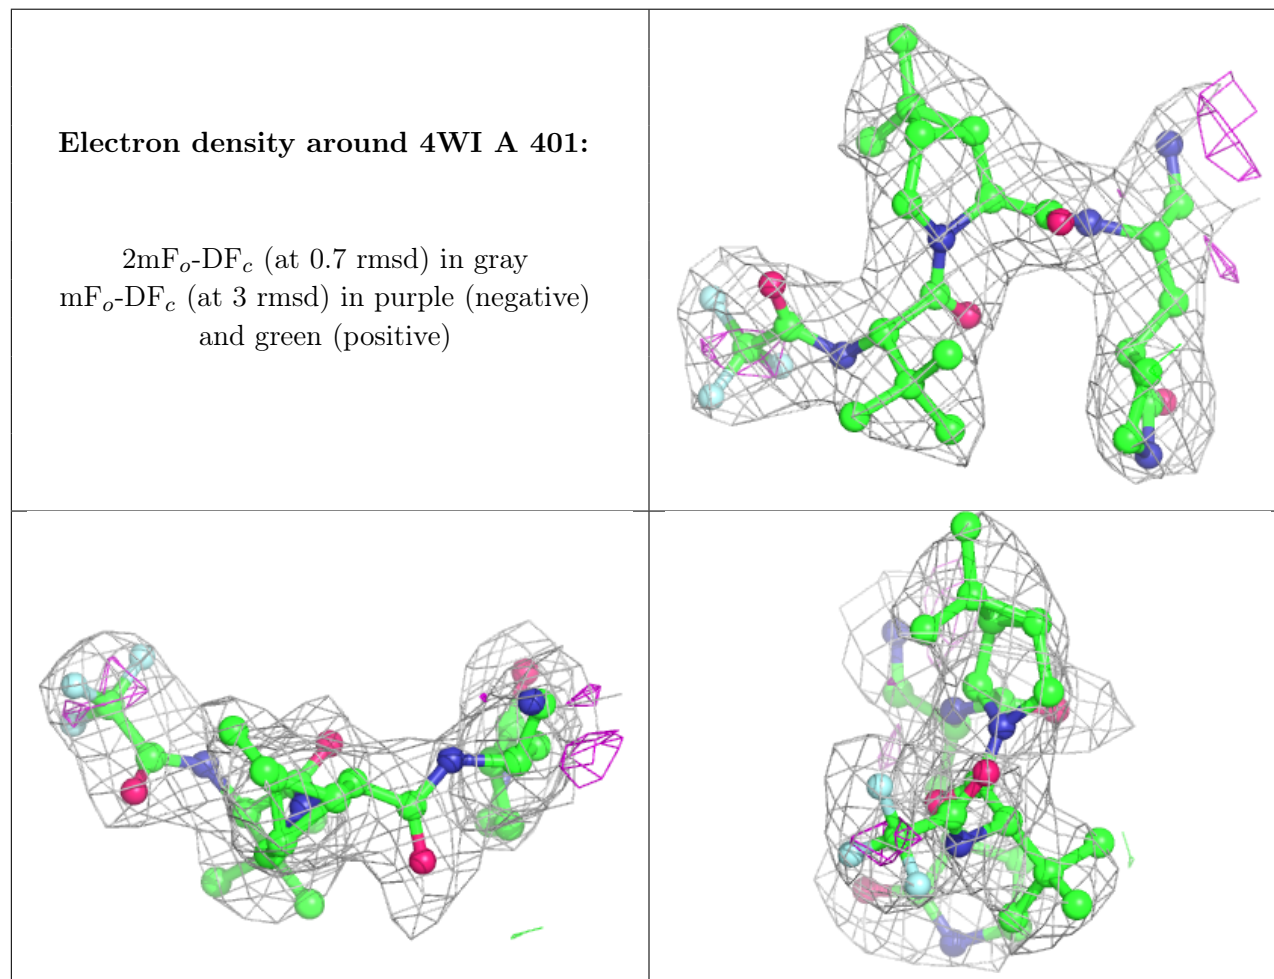 Electron density around 4WI A 401:
2mFₒ-DF𝒸 (at 0.7 rmsd) in gray
mFₒ-DF𝒸 (at 3 rmsd) in purple (negative)
and green (positive)